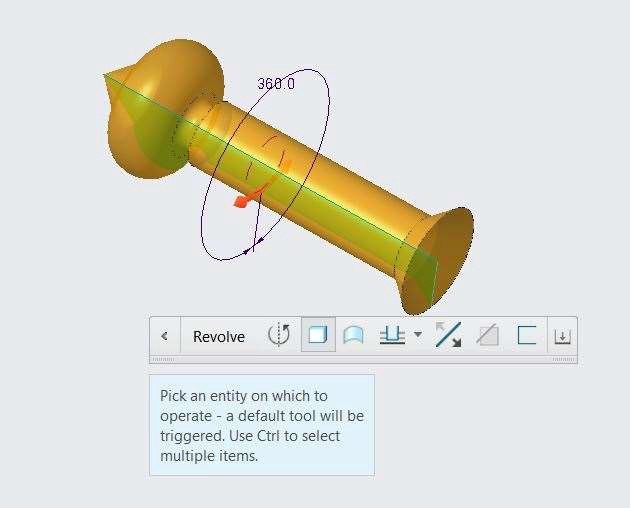 360.0
Revolve
Pick an entity on which to
operate - a default tool will be
triggered. Use Ctrl to select
multiple items.